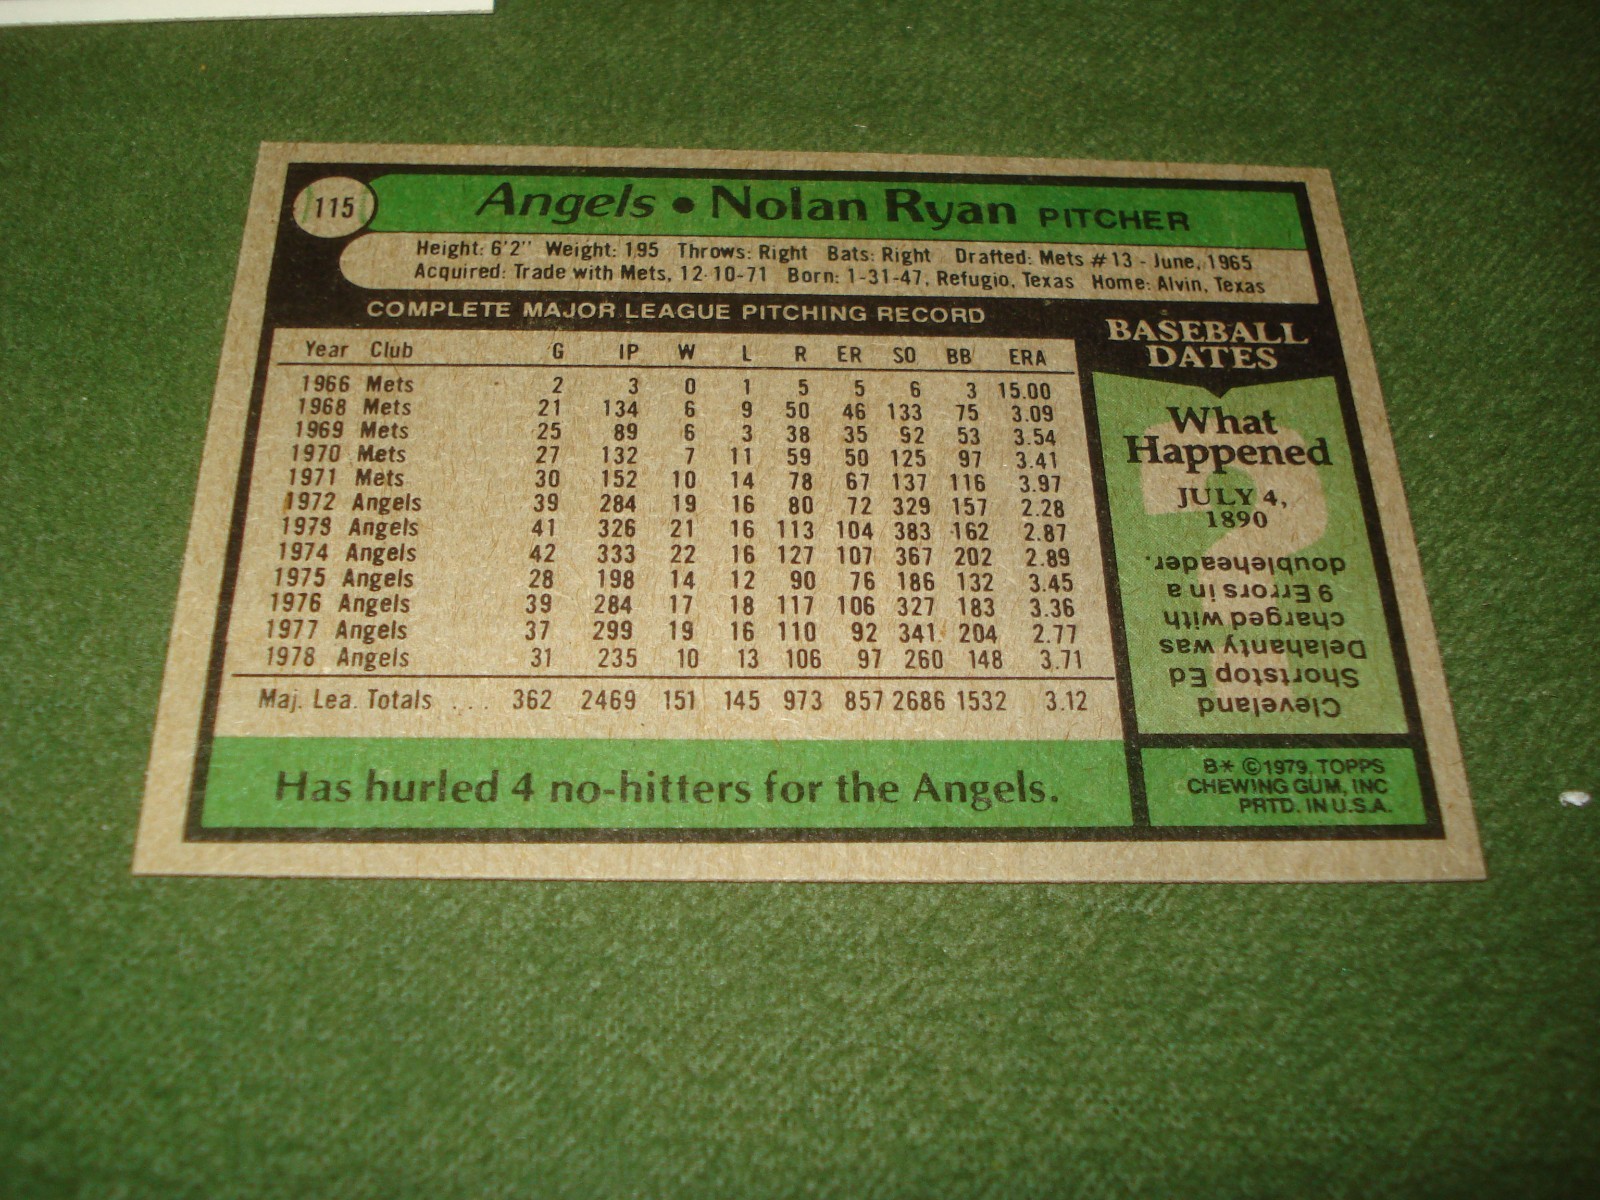 115
Angels • Nolan Ryan PITCHER
Height: 6'2" Weight: 195 Throws: Right Bats: Right Drafted: Mets #13 - June, 1965
Acquired: Trade with Mets, 12-10-71 Born: 1-31-47, Refugio, Texas Home: Alvin, Texas
COMPLETE MAJOR LEAGUE PITCHING RECORD
Year Club G IP W L R ER SO BB ERA
1966 Mets 2 3 0 1 5 5 6 3 15.00
1968 Mets 21 134 6 9 50 46 133 75 3.09
1969 Mets 25 89 6 3 38 35 92 53 3.54
1970 Mets 27 132 7 11 59 50 125 97 3.41
1971 Mets 30 152 10 14 78 67 137 116 3.97
1972 Angels 39 284 19 16 80 72 329 157 2.28
1973 Angels 41 326 21 16 113 104 383 162 2.87
1974 Angels 42 333 22 16 127 107 367 202 2.89
1975 Angels 28 198 14 12 90 76 186 132 3.45
1976 Angels 39 284 17 18 117 106 327 183 3.36
1977 Angels 37 299 19 16 110 92 341 204 2.77
1978 Angels 31 235 10 13 106 97 260 148 3.71
Maj. Lea. Totals . . . 362 2469 151 145 973 857 2686 1532 3.12
Has hurled 4 no-hitters for the Angels.
BASEBALL
DATES
What
Happened
JULY 4,
1890
Cleveland
Shortstop Ed
Delahanty was
charged with
9 Errors in a
doubleheader.
B* ©1979, TOPPS
CHEWING GUM, INC
PRTD. IN U.S.A.